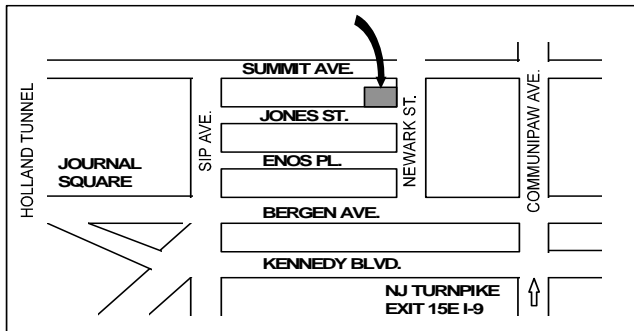 SUMMIT AVE.
HOLLAND TUNNEL
SIP AVE.
JONES ST.
NEWARK ST.
COMMUNIPAW AVE.
JOURNAL
SQUARE
ENOS PL.
BERGEN AVE.
KENNEDY BLVD.
NJ TURNPIKE
EXIT 15E I-9